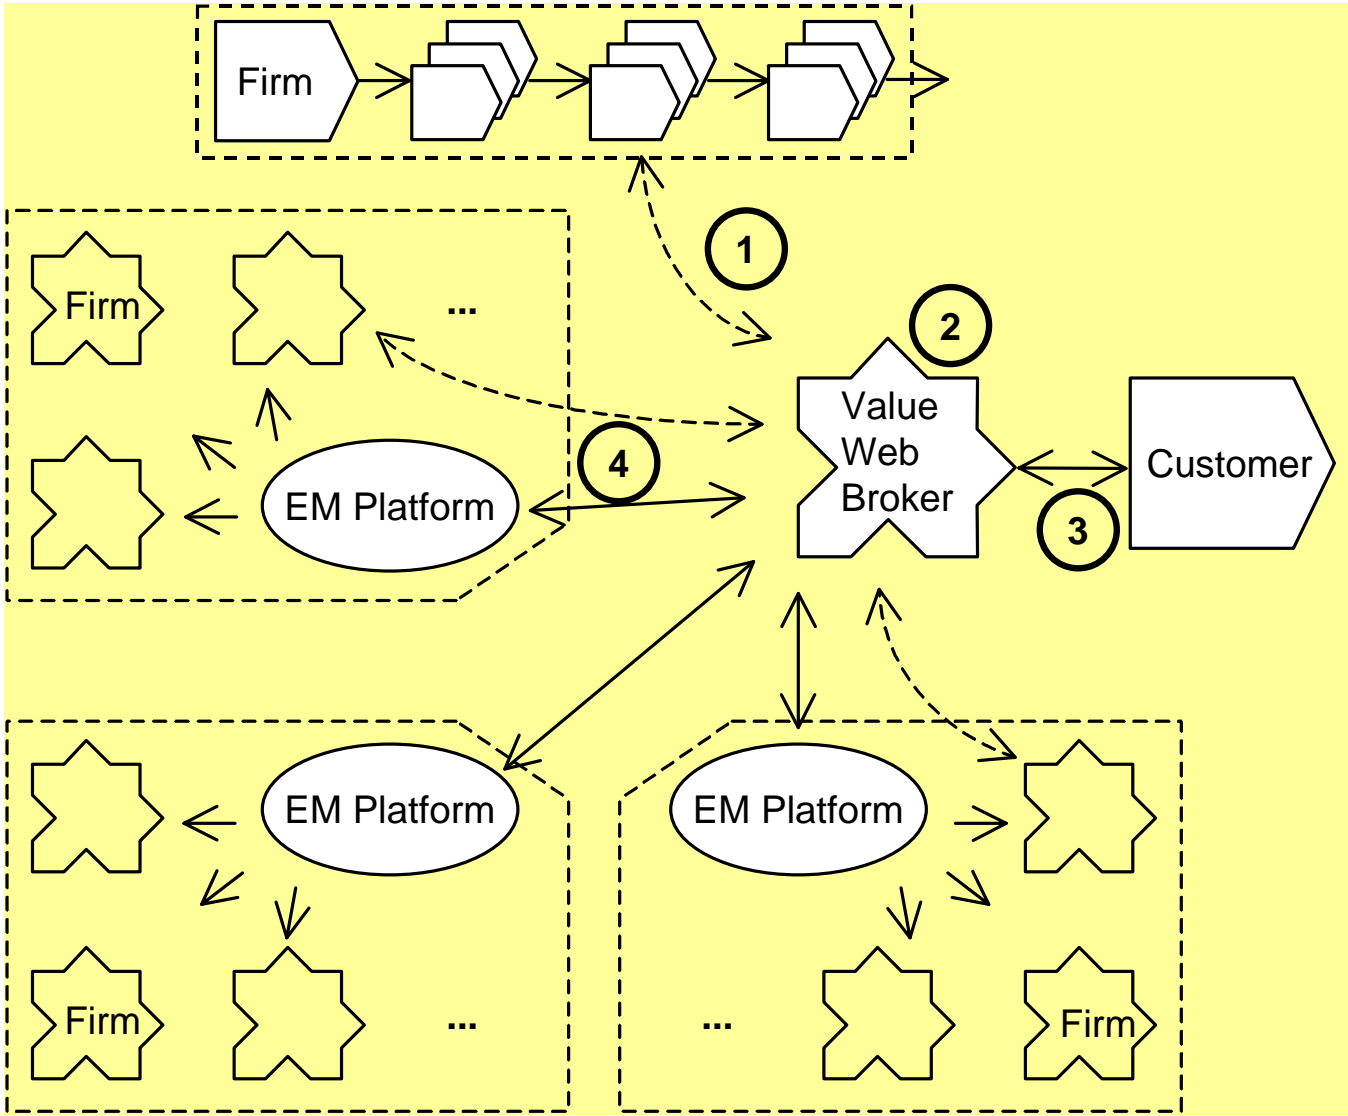 Firm
1
Firm
...
2
Value
Web
Broker
Customer
4
3
EM Platform
EM Platform
EM Platform
Firm
...
...
Firm